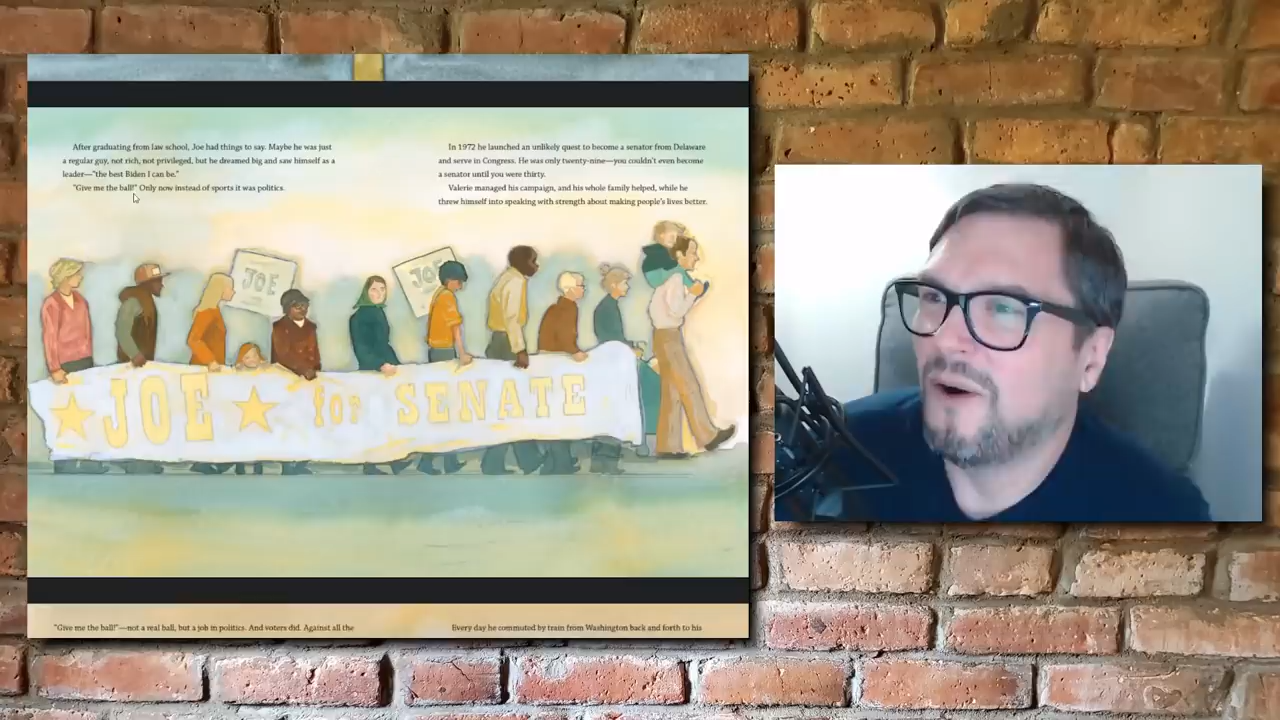 After graduating from law school, Joe had things to say. Maybe he was just
a regular guy, not rich, not privileged, but he dreamed big and saw himself as a
leader—"the best Biden I can be."
"Give me the ball!" Only now instead of sports it was politics.
In 1972 he launched an unlikely quest to become a senator from Delaware
and serve in Congress. He was only twenty-nine—you couldn't even become
a senator until you were thirty.
Valerie managed his campaign, and his whole family helped, while he
threw himself into speaking with strength about making people's lives better.
JOE
JOE
JOE for SENATE
"Give me the ball!"—not a real ball, but a job in politics. And voters did. Against all the
Every day he commuted by train from Washington back and forth to his